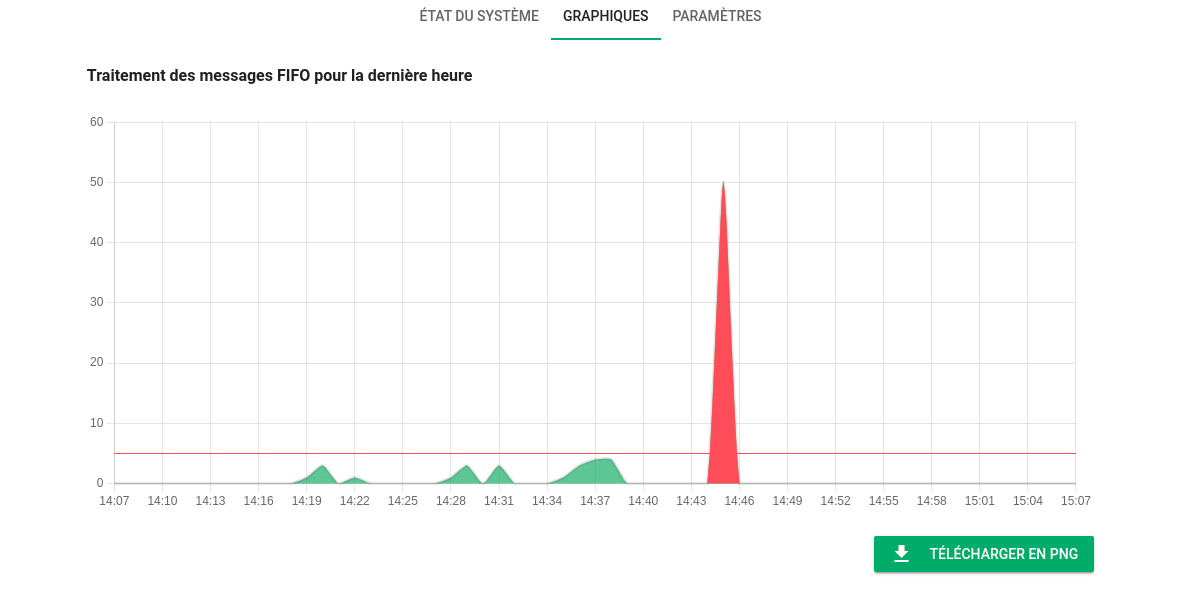 ÉTAT DU SYSTÈME GRAPHIQUES PARAMÈTRES
Traitement des messages FIFO pour la dernière heure
60
50
40
30
20
10
0
14:07 14:10 14:13 14:16 14:19 14:22 14:25 14:28 14:31 14:34 14:37 14:40 14:43 14:46 14:49 14:52 14:55 14:58 15:01 15:04 15:07
TÉLÉCHARGER EN PNG